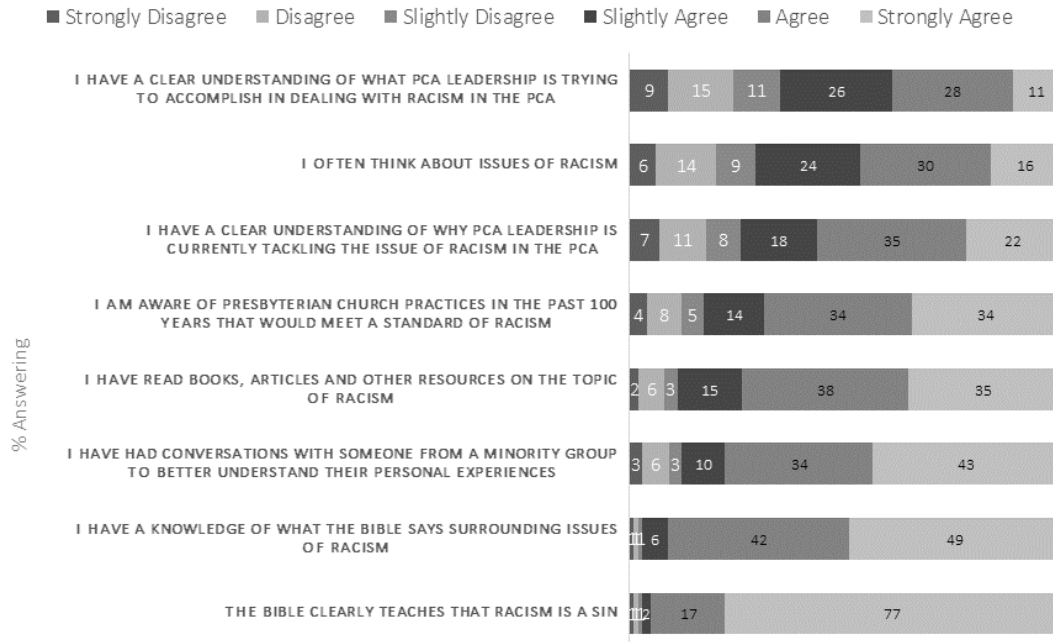 Strongly Disagree Disagree Slightly Disagree Slightly Agree Agree Strongly Agree
I HAVE A CLEAR UNDERSTANDING OF WHAT PCA LEADERSHIP IS TRYING
TO ACCOMPLISH IN DEALING WITH RACISM IN THE PCA
9 15 11 26 28 11
I OFTEN THINK ABOUT ISSUES OF RACISM
6 14 9 24 30 16
I HAVE A CLEAR UNDERSTANDING OF WHY PCA LEADERSHIP IS
CURRENTLY TACKLING THE ISSUE OF RACISM IN THE PCA
7 11 8 18 35 22
I AM AWARE OF PRESBYTERIAN CHURCH PRACTICES IN THE PAST 100
YEARS THAT WOULD MEET A STANDARD OF RACISM
4 8 5 14 34 34
% Answering
I HAVE READ BOOKS, ARTICLES AND OTHER RESOURCES ON THE TOPIC
OF RACISM
2 6 3 15 38 35
I HAVE HAD CONVERSATIONS WITH SOMEONE FROM A MINORITY GROUP
TO BETTER UNDERSTAND THEIR PERSONAL EXPERIENCES
3 6 3 10 34 43
I HAVE A KNOWLEDGE OF WHAT THE BIBLE SAYS SURROUNDING ISSUES
OF RACISM
1 1 1 6 42 49
THE BIBLE CLEARLY TEACHES THAT RACISM IS A SIN
1 1 1 2 17 77